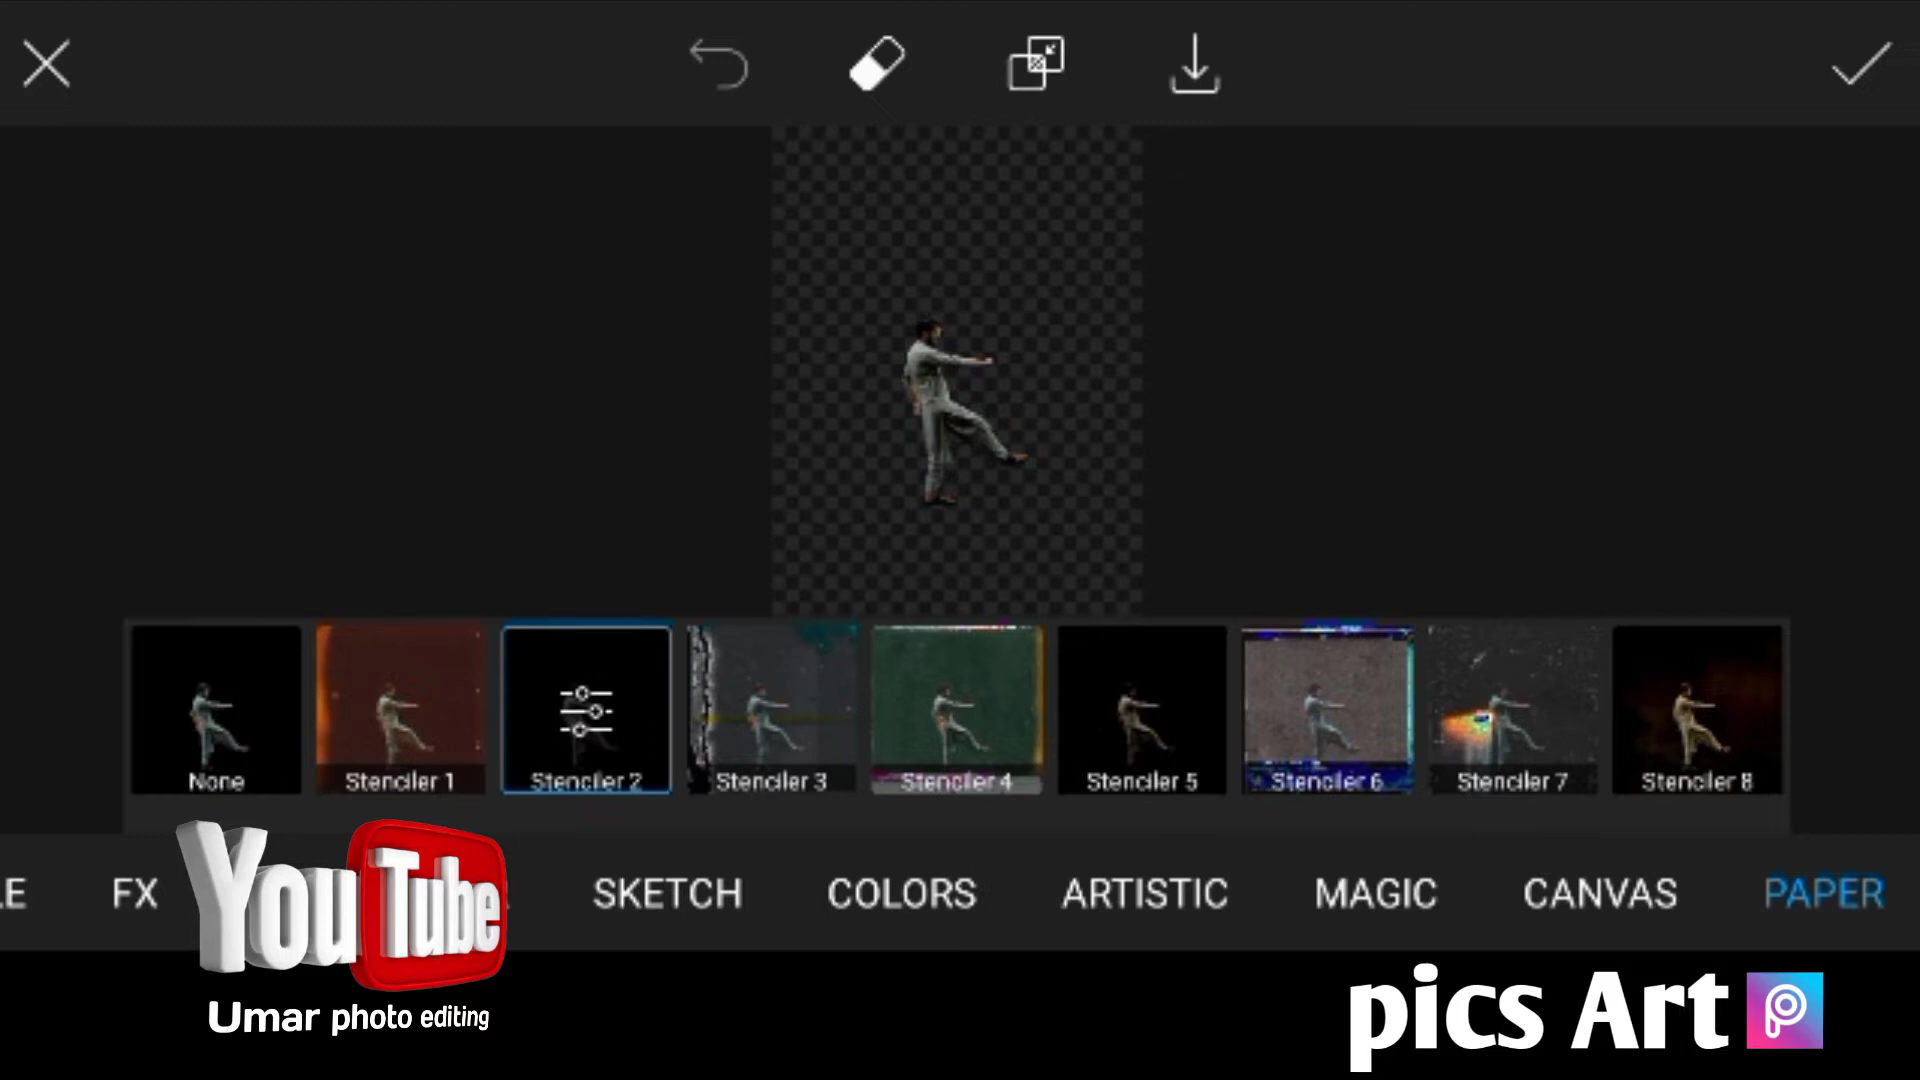 None
Stenciler 1
Stenciler 2
Stenciler 3
Stenciler 4
Stenciler 5
Stenciler 6
Stenciler 7
Stenciler 8
LE FX SKETCH COLORS ARTISTIC MAGIC CANVAS PAPER
YouTube
Umar photo editing
pics Art